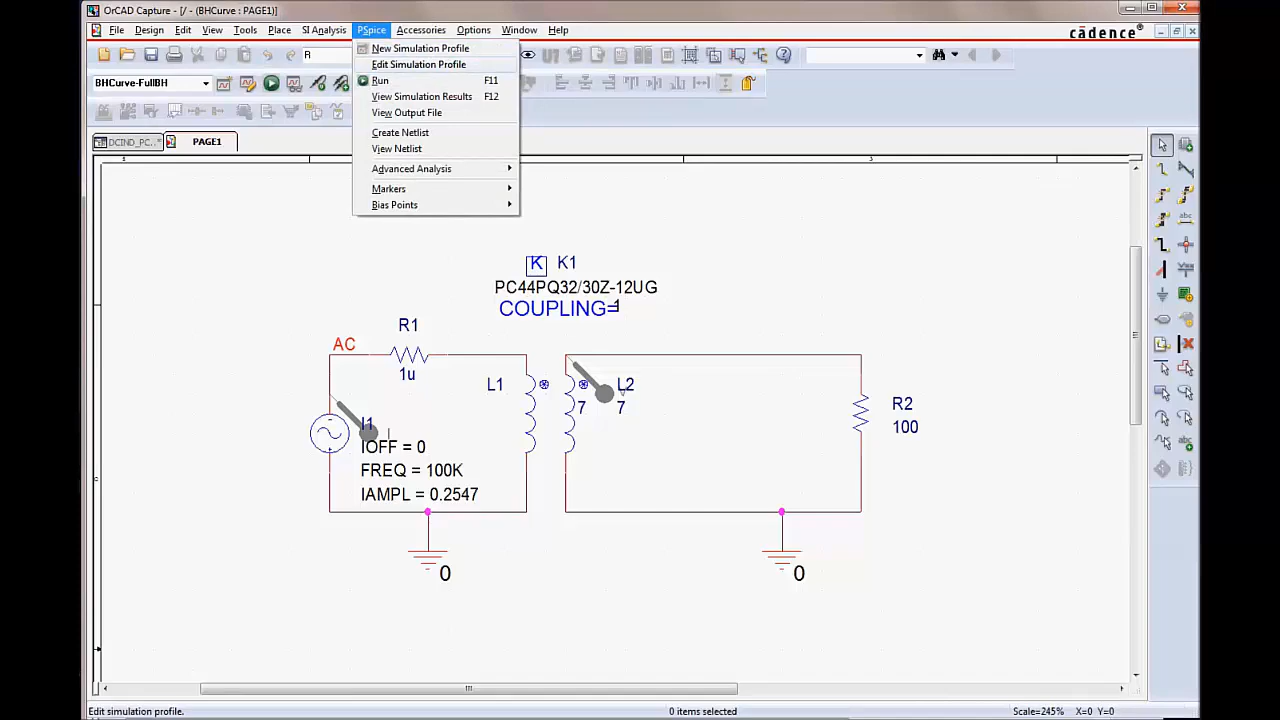 OrCAD Capture - [/ - (BHCurve : PAGE1)]
File Design Edit View Tools Place SI Analysis PSpice Accessories Options Window Help
cādence®
R
BHCurve-FullBH
New Simulation Profile
Edit Simulation Profile
Run F11
View Simulation Results F12
View Output File
Create Netlist
View Netlist
Advanced Analysis
Markers
Bias Points
DCIND_PC...*
PAGE1
3
K K1
PC44PQ32/30Z-12UG
COUPLING=1
R1
AC
1u
L1
L2
7
7
V
I1
I
IOFF = 0
FREQ = 100K
IAMPL = 0.2547
R2
100
0
0
Edit simulation profile.
0 items selected
Scale=245% X=0 Y=0